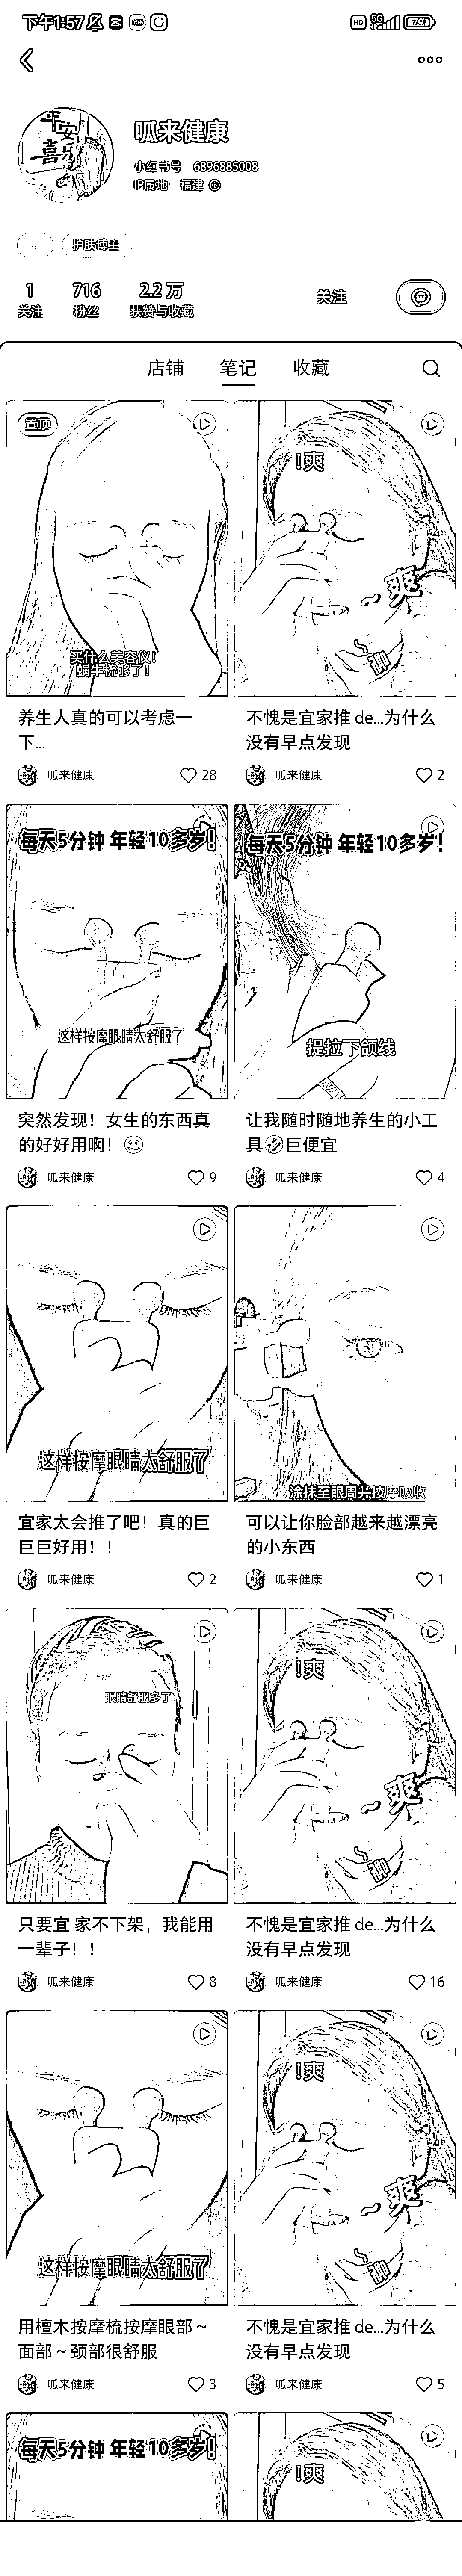 下午1:57
HD 5G
呱来健康
小红书号 6896885008
IP属地 福建
护肤博主
1 716 2.2 万
关注 粉丝 获赞与收藏
关注
店铺 笔记 收藏
置顶
买什么美容仪!
养生人真的可以考虑一
下...
呱来健康 28
!爽
爽
不愧是宜家推 de...为什么
没有早点发现
呱来健康 2
每天5分钟 年轻10多岁!
这样按摩眼睛太舒服了
突然发现！女生的东西真
的好好用啊！
呱来健康 9
每天5分钟 年轻10多岁!
提拉下颌线
让我随时随地养生的小工
具🤣巨便宜
呱来健康 4
这样按摩眼睛太舒服了
宜家太会推了吧！真的巨
巨巨好用！！
呱来健康 2
涂抹至眼周并按摩吸收
可以让你脸部越来越漂亮
的小东西
呱来健康 1
眼睛舒服多了
只要宜 家不下架，我能用
一辈子！！
呱来健康 8
!爽
爽
不愧是宜家推 de...为什么
没有早点发现
呱来健康 16
这样按摩眼睛太舒服了
用檀木按摩梳按摩眼部～
面部～颈部很舒服
呱来健康 3
!爽
爽
不愧是宜家推 de...为什么
没有早点发现
呱来健康 5
每天5分钟 年轻10多岁!
!爽